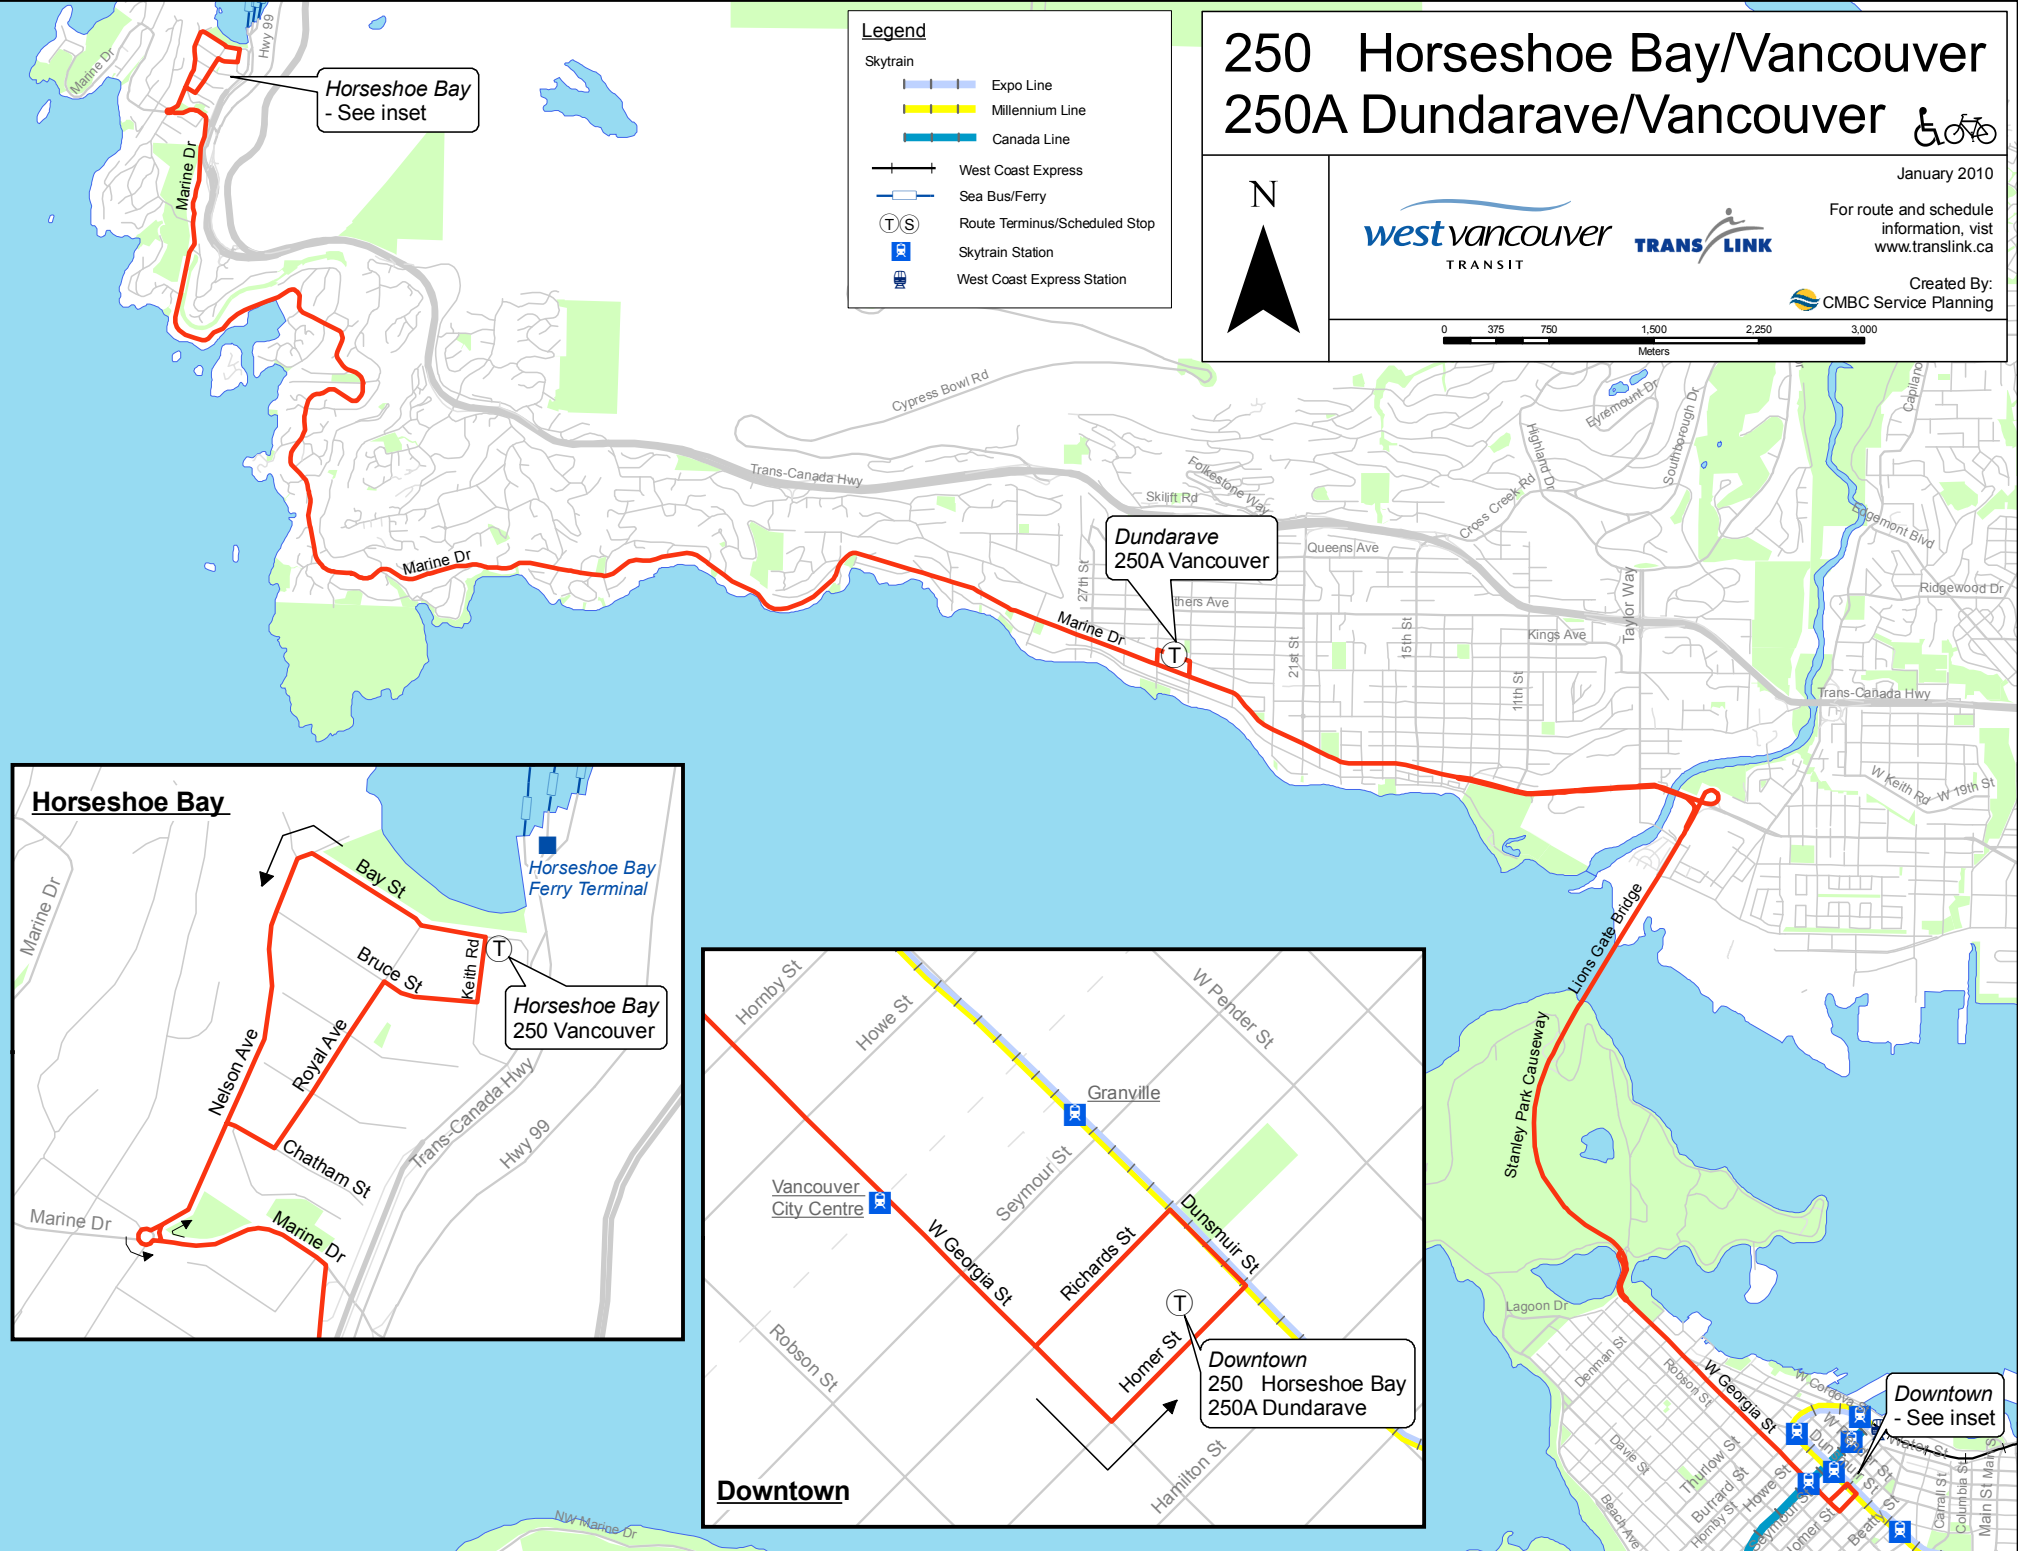 250 Horseshoe Bay/Vancouver
250A Dundarave/Vancouver
January 2010
For route and schedule
information, vist
www.translink.ca
Created By:
CMBC Service Planning
west vancouver
TRANSIT
TRANS LINK
N
0 375 750 1,500 2,250 3,000
Meters
Legend
Skytrain
Expo Line
Millennium Line
Canada Line
West Coast Express
Sea Bus/Ferry
T S Route Terminus/Scheduled Stop
Skytrain Station
West Coast Express Station
Marine Dr
Hwy 99
Horseshoe Bay
- See inset
Marine Dr
Cypress Bowl Rd
Trans-Canada Hwy
Marine Dr
Folkestone Way
Skilift Rd
Dundarave
250A Vancouver
T
27th St
thers Ave
Marine Dr
Queens Ave
21st St
15th St
11th St
Kings Ave
Taylor Way
Cross Creek Rd
Highland Dr
Eyremount Dr
Southborough Dr
Capilano
Edgemont Blvd
Ridgewood Dr
Trans-Canada Hwy
W Keith Rd
W 19th St
Lions Gate Bridge
Stanley Park Causeway
Lagoon Dr
Denman St
Robson St
W Georgia St
W Cordova St
Downtown
- See inset
Water St
Davie St
Thurlow St
Burrard St
Hornby St
Howe St
Seymour St
Homer St
Beatty St
Beach Ave
Carrall St
Columbia St
Main St
NW Marine Dr
Horseshoe Bay
Horseshoe Bay
Ferry Terminal
Marine Dr
Bay St
Bruce St
Keith Rd
T
Horseshoe Bay
250 Vancouver
Nelson Ave
Royal Ave
Chatham St
Trans-Canada Hwy
Hwy 99
Marine Dr
Marine Dr
Hornby St
Howe St
W Pender St
Granville
Vancouver
City Centre
Seymour St
W Georgia St
Richards St
Dunsmuir St
T
Homer St
Robson St
Downtown
250 Horseshoe Bay
250A Dundarave
Hamilton St
Downtown